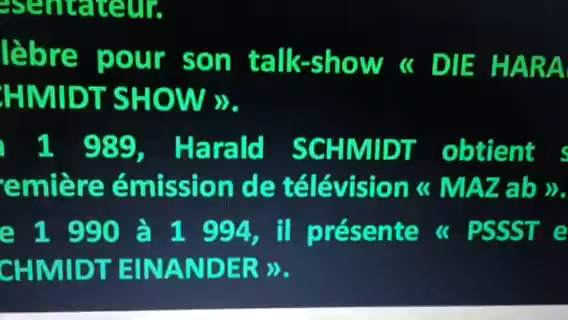 ésentateur.
lèbre pour son talk-show « DIE HARA
CHMIDT SHOW ».
n 1 989, Harald SCHMIDT obtient s
remière émission de télévision « MAZ ab ».
e 1 990 à 1 994, il présente « PSSST e
CHMIDT EINANDER ».